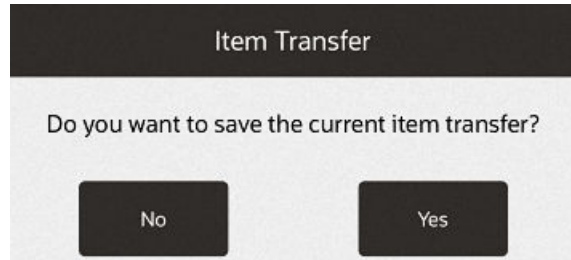 Item Transfer
Do you want to save the current item transfer?
No
Yes